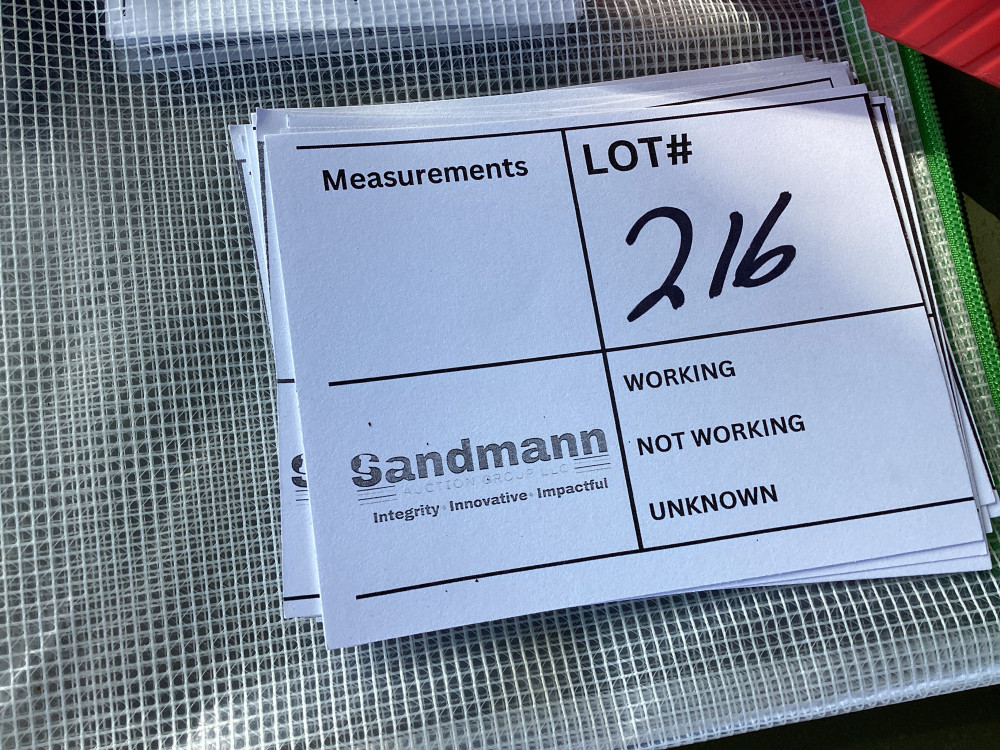 Measurements
LOT#
216
WORKING
NOT WORKING
UNKNOWN
Sandmann
AUCTION GROUP LLC
Integrity · Innovative · Impactful
S